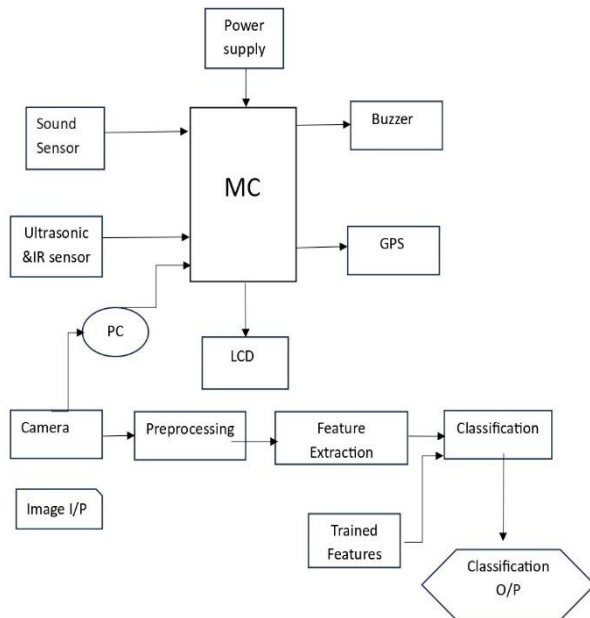 Power
supply
Sound
Sensor
MC
Buzzer
Ultrasonic
&IR sensor
GPS
PC
LCD
Camera
Preprocessing
Feature
Extraction
Classification
Image I/P
Trained
Features
Classification
O/P